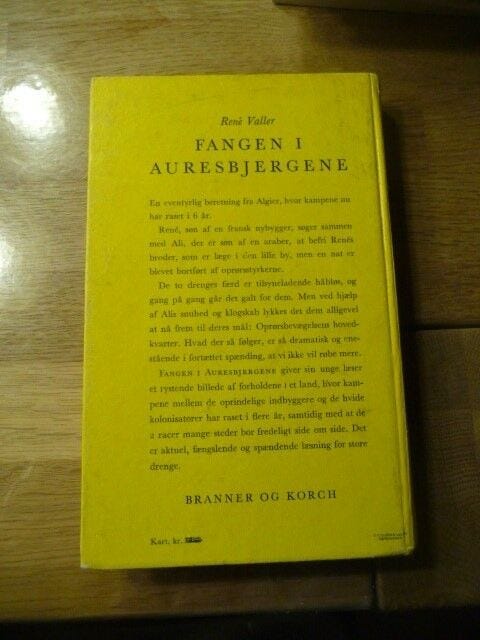 René Valler
FANGEN I
AURESBJERGENE
En eventyrlig beretning fra Algier, hvor kampene nu
har raset i 6 år.
René, søn af en fransk nybygger, søger sammen
med Ali, der er søn af en araber, at befri Renés
broder, som er læge i den lille by, men en nat er
blevet bortført af oprørsstyrkerne.
De to drenges færd er tilsyneladende håbløs, og
gang på gang går det galt for dem. Men ved hjælp
af Alis snuhed og klogskab lykkes det dem alligevel
at nå frem til deres mål: Oprørsbevægelsens hoved-
kvarter. Hvad der så følger, er så dramatisk og ene-
stående i fortættet spænding, at vi ikke vil røbe mere.
FANGEN I AURESBJERGENE giver sin unge læser
et rystende billede af forholdene i et land, hvor kam-
pene mellem de oprindelige indbyggere og de hvide
kolonisatorer har raset i flere år, samtidig med at de
2 racer mange steder bor fredeligt side om side. Det
er aktuel, fængslende og spændende læsning for store
drenge.
BRANNER OG KORCH
Kart. kr.